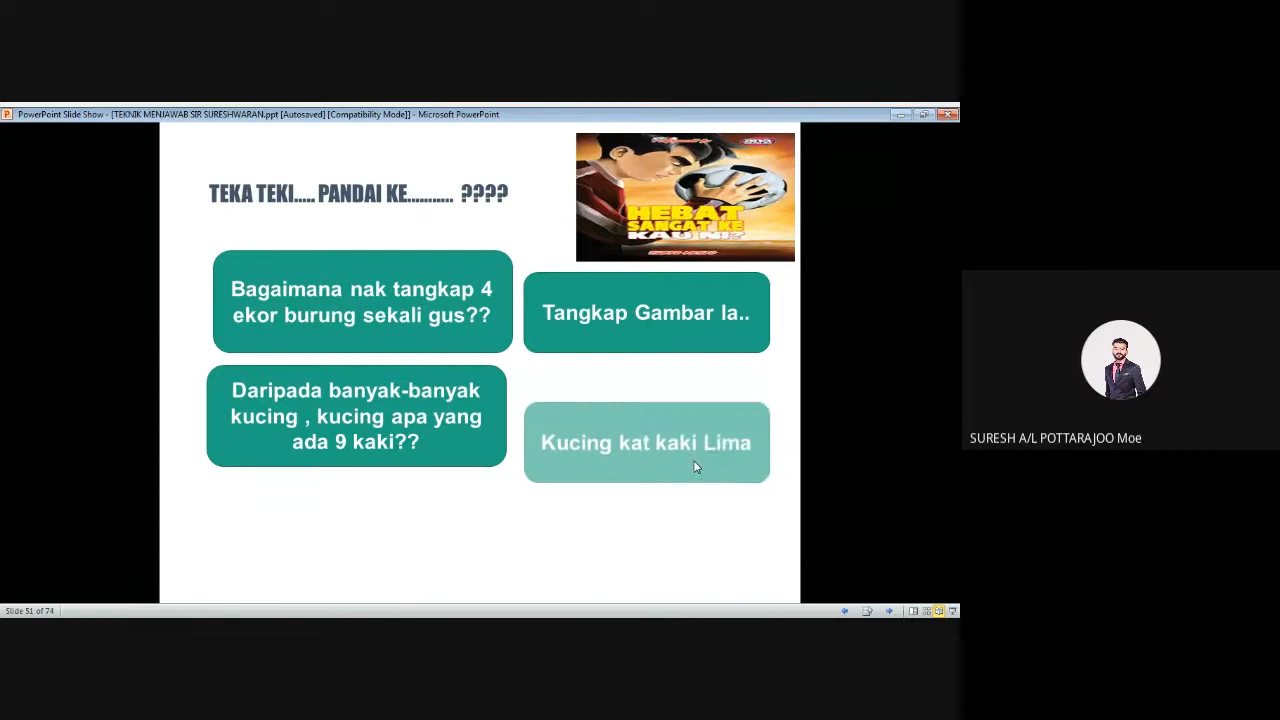 PowerPoint Slide Show - [TEKNIK MENJAWAB SIR SURESHWARAN.ppt [Autosaved] [Compatibility Mode]] - Microsoft PowerPoint
TEKA TEKI..... PANDAI KE........... ????
HEBAT
SANGAT KE
KAU NI?
Bagaimana nak tangkap 4
ekor burung sekali gus??
Tangkap Gambar la..
Daripada banyak-banyak
kucing , kucing apa yang
ada 9 kaki??
Kucing kat kaki Lima
SURESH A/L POTTARAJOO Moe
Slide 51 of 74